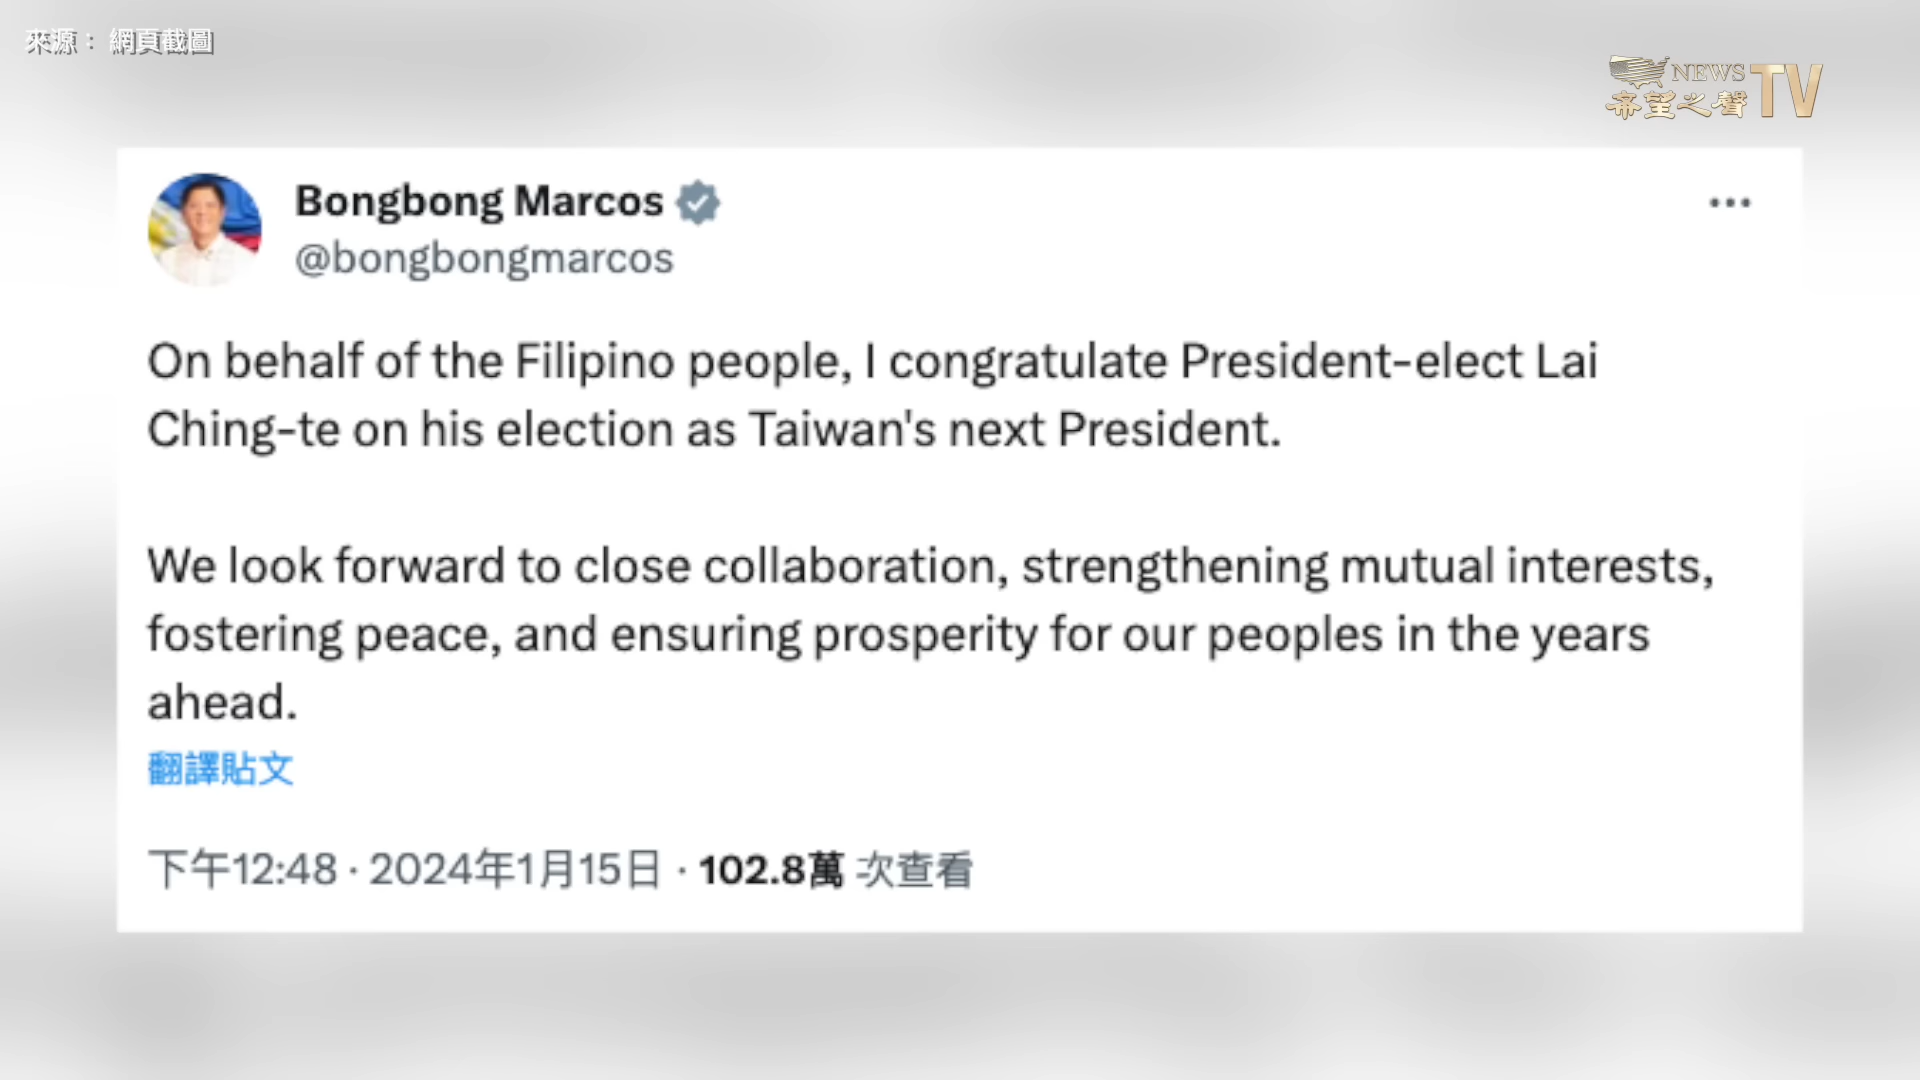 來源： 網頁截圖
NEWS
希望之聲 TV
Bongbong Marcos
@bongbongmarcos
On behalf of the Filipino people, I congratulate President-elect Lai
Ching-te on his election as Taiwan's next President.
We look forward to close collaboration, strengthening mutual interests,
fostering peace, and ensuring prosperity for our peoples in the years
ahead.
翻譯貼文
下午12:48 · 2024年1月15日 · 102.8萬 次查看